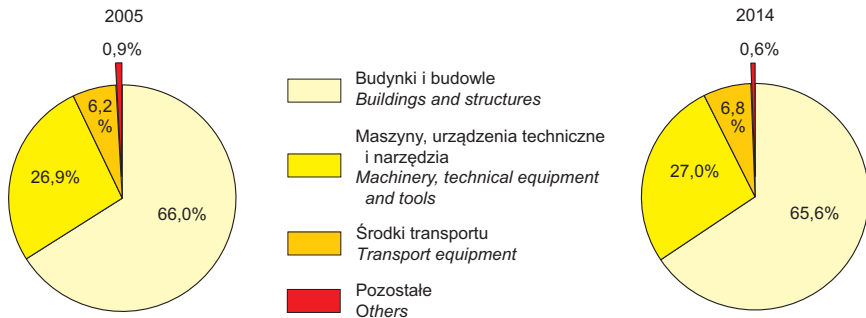 2005
0,9%
6,2
%
26,9%
66,0%
Budynki i budowle
Buildings and structures
Maszyny, urządzenia techniczne
i narzędzia
Machinery, technical equipment
and tools
Środki transportu
Transport equipment
Pozostałe
Others
2014
0,6%
6,8
%
27,0%
65,6%